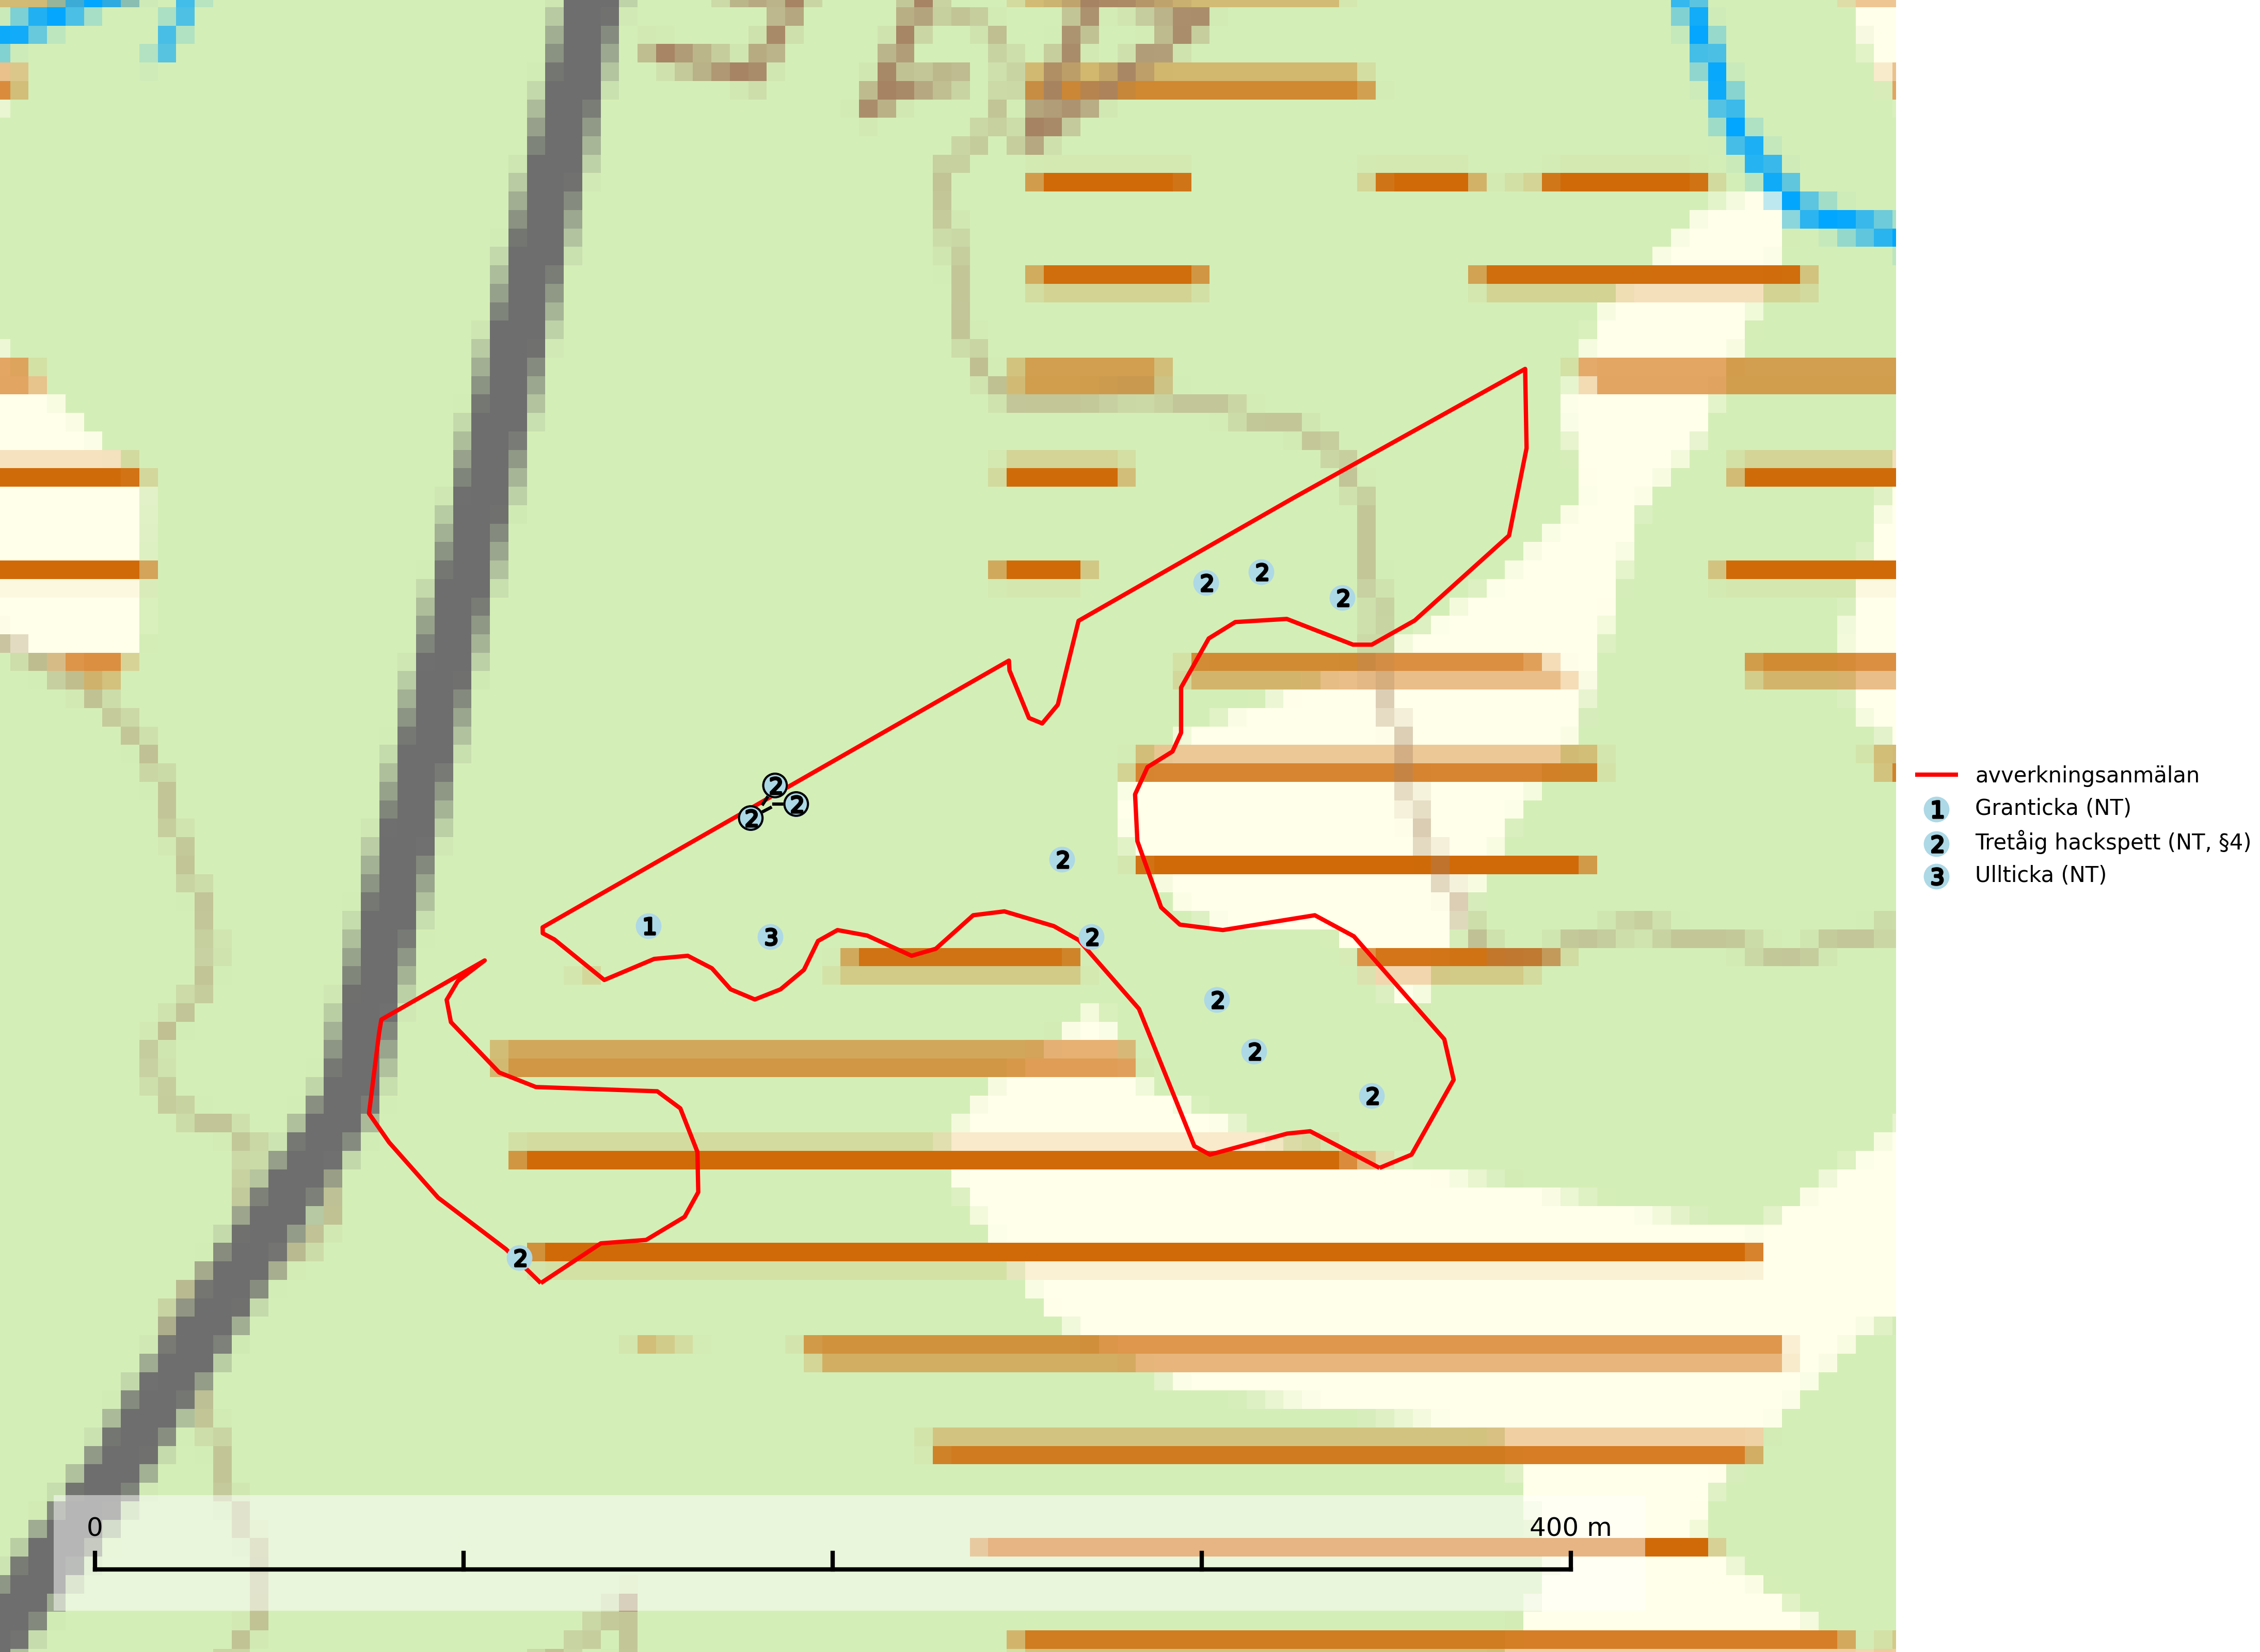 2 2 2
2
2
2
2
1
3
2
2
2
2
2
avverkningsanmälan
1 Granticka (NT)
2 Tretåig hackspett (NT, §4)
3 Ullticka (NT)
0 400 m